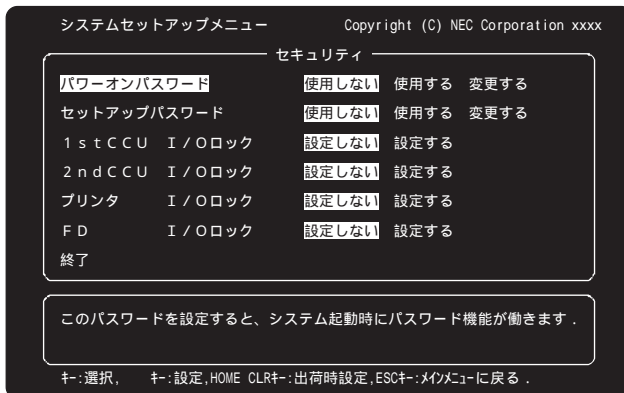 システムセットアップメニュー Copyright (C) NEC Corporation xxxx
セキュリティ
パワーオンパスワード 使用しない 使用する 変更する
セットアップパスワード 使用しない 使用する 変更する
１ｓｔＣＣＵ Ｉ／Ｏロック 設定しない 設定する
２ｎｄＣＣＵ Ｉ／Ｏロック 設定しない 設定する
プリンタ Ｉ／Ｏロック 設定しない 設定する
ＦＤ Ｉ／Ｏロック 設定しない 設定する
終了
このパスワードを設定すると、システム起動時にパスワード機能が働きます．
ｷｰ:選択, ｷｰ:設定,HOME CLRｷｰ:出荷時設定,ESCｷｰ:ﾒｲﾝﾒﾆｭｰに戻る．